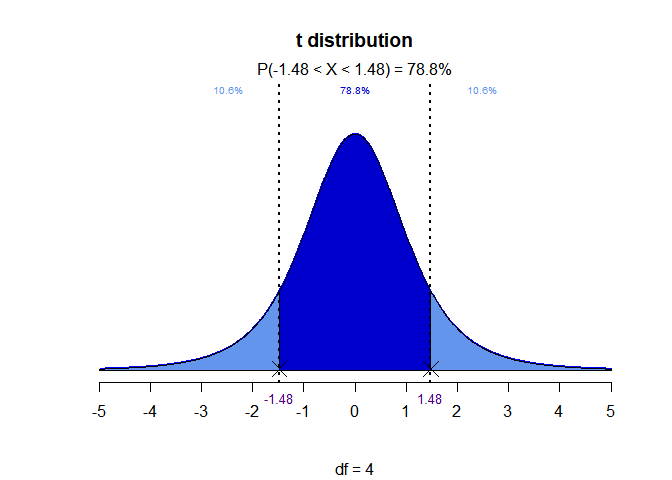 t distribution
P(-1.48 < X < 1.48) = 78.8%
10.6% 78.8% 10.6%
-1.48 1.48
-5 -4 -3 -2 -1 0 1 2 3 4 5
df = 4